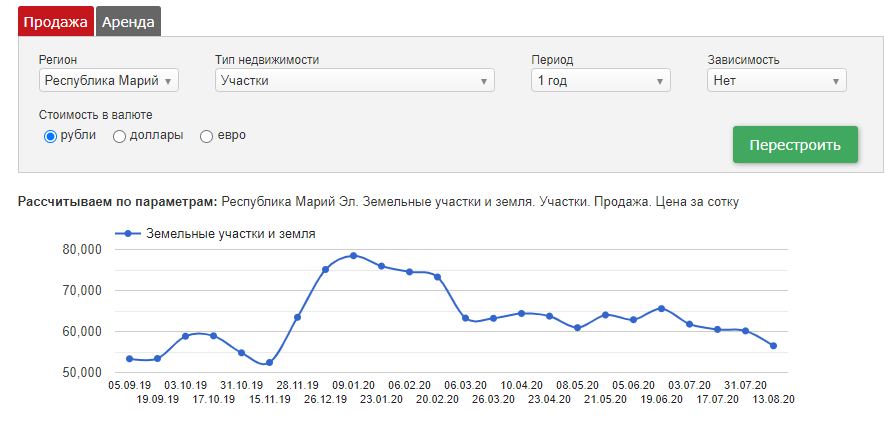 Продажа Аренда
Регион Тип недвижимости Период Зависимость
Республика Марий Участки 1 год Нет
Стоимость в валюте
рубли доллары евро
Перестроить
Рассчитываем по параметрам: Республика Марий Эл. Земельные участки и земля. Участки. Продажа. Цена за сотку
Земельные участки и земля
80,000
70,000
60,000
50,000
05.09.19 03.10.19 31.10.19 28.11.19 09.01.20 06.02.20 06.03.20 10.04.20 08.05.20 05.06.20 03.07.20 31.07.20
19.09.19 17.10.19 15.11.19 26.12.19 23.01.20 20.02.20 26.03.20 23.04.20 21.05.20 19.06.20 17.07.20 13.08.20